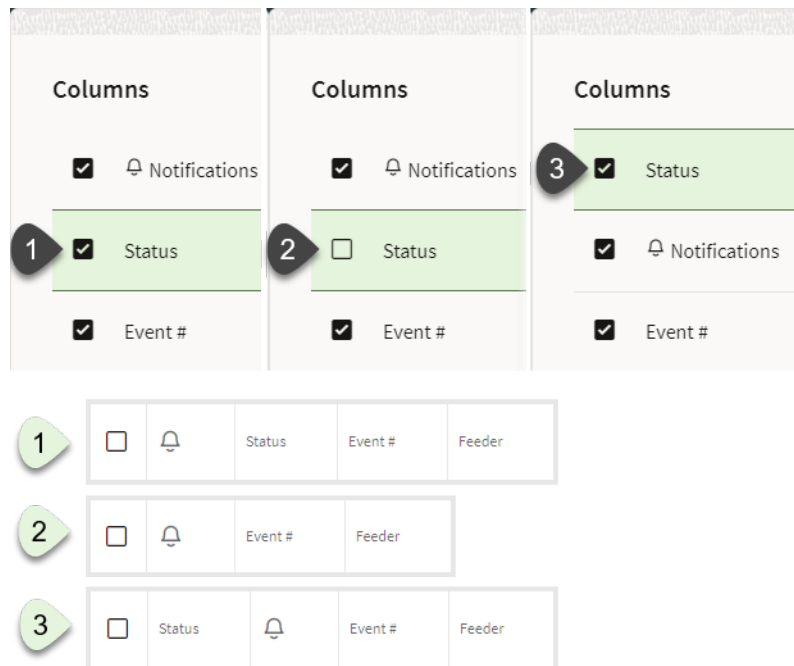 Columns
Notifications
1
Status
Event #
Columns
Notifications
2
Status
Event #
Columns
3
Status
Notifications
Event #
1
Status
Event #
Feeder
2
Event #
Feeder
3
Status
Event #
Feeder